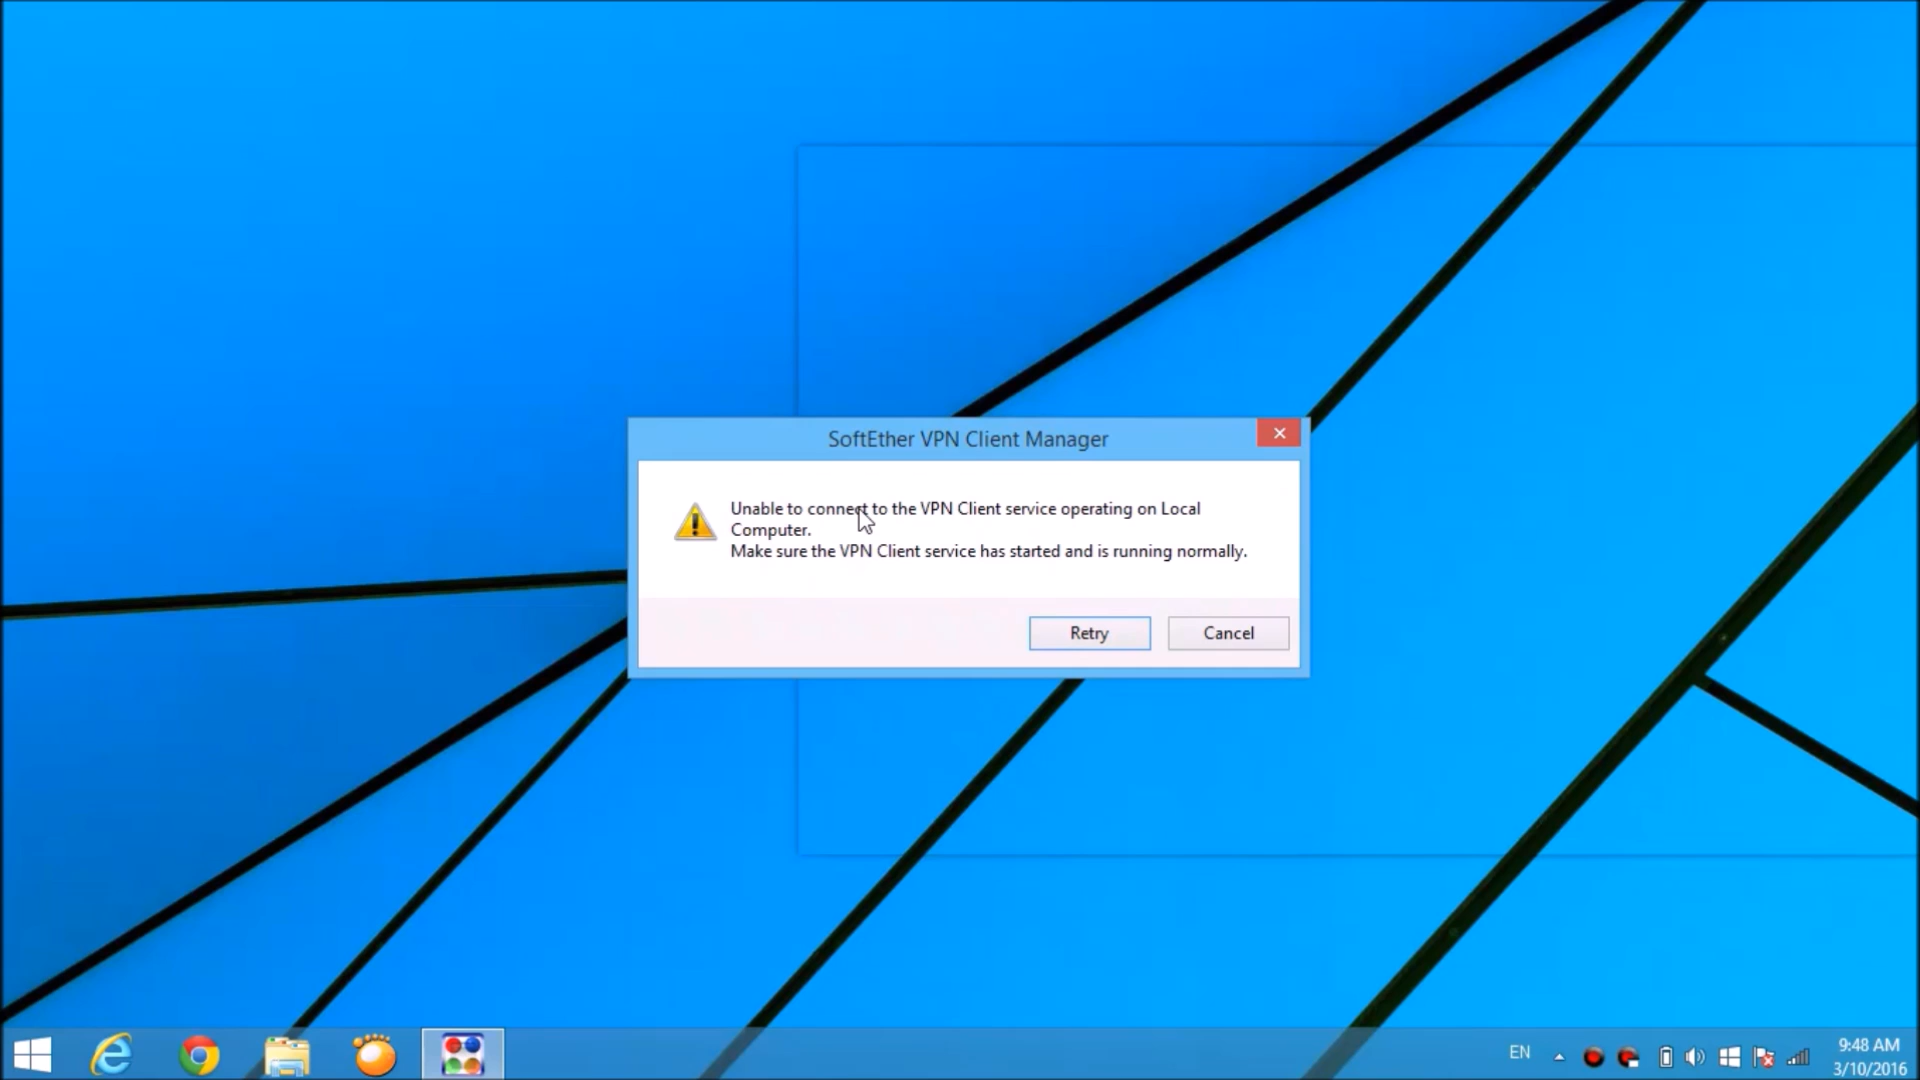 SoftEther VPN Client Manager
Unable to connect to the VPN Client service operating on Local
Computer.
Make sure the VPN Client service has started and is running normally.
Retry
Cancel
EN
9:48 AM
3/10/2016